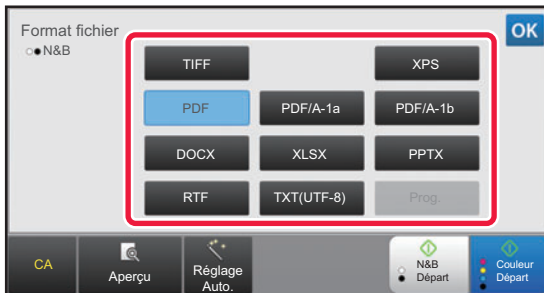 Format fichier
OK
N&B
TIFF
XPS
PDF
PDF/A-1a
PDF/A-1b
DOCX
XLSX
PPTX
RTF
TXT(UTF-8)
Prog.
CA
Aperçu
Réglage
Auto.
N&B
Départ
Couleur
Départ